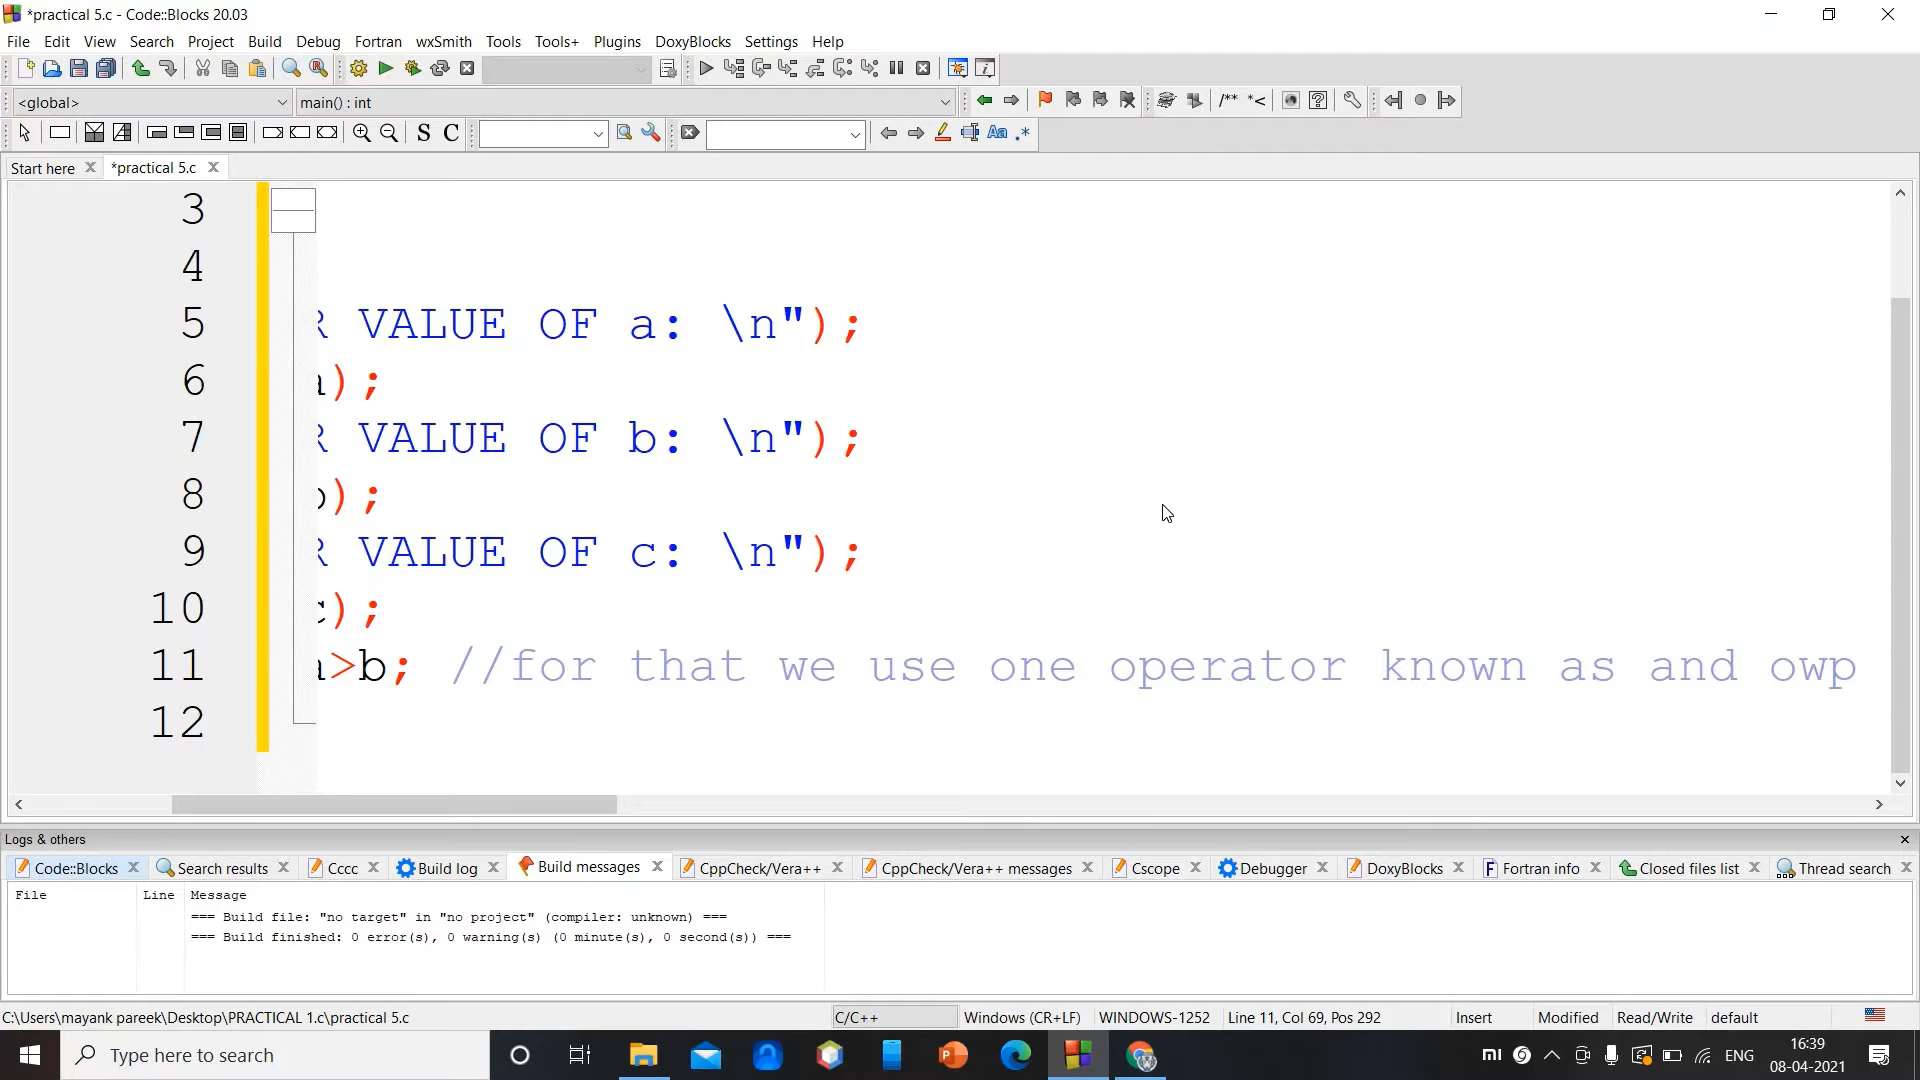 *practical 5.c - Code::Blocks 20.03
File Edit View Search Project Build Debug Fortran wxSmith Tools Tools+ Plugins DoxyBlocks Settings Help
<global> main() : int
/** *<
S C Aa .*
Start here *practical 5.c
3
4
5 R VALUE OF a: \n");
6 a);
7 R VALUE OF b: \n");
8 b);
9 R VALUE OF c: \n");
10 c);
11 a>b; //for that we use one operator known as and owp
12
Logs & others
Code::Blocks Search results Cccc Build log Build messages CppCheck/Vera++ CppCheck/Vera++ messages Cscope Debugger DoxyBlocks Fortran info Closed files list Thread search
File Line Message
=== Build file: "no target" in "no project" (compiler: unknown) ===
=== Build finished: 0 error(s), 0 warning(s) (0 minute(s), 0 second(s)) ===
C:\Users\mayank pareek\Desktop\PRACTICAL 1.c\practical 5.c C/C++ Windows (CR+LF) WINDOWS-1252 Line 11, Col 69, Pos 292 Insert Modified Read/Write default
Type here to search
ENG
16:39
08-04-2021